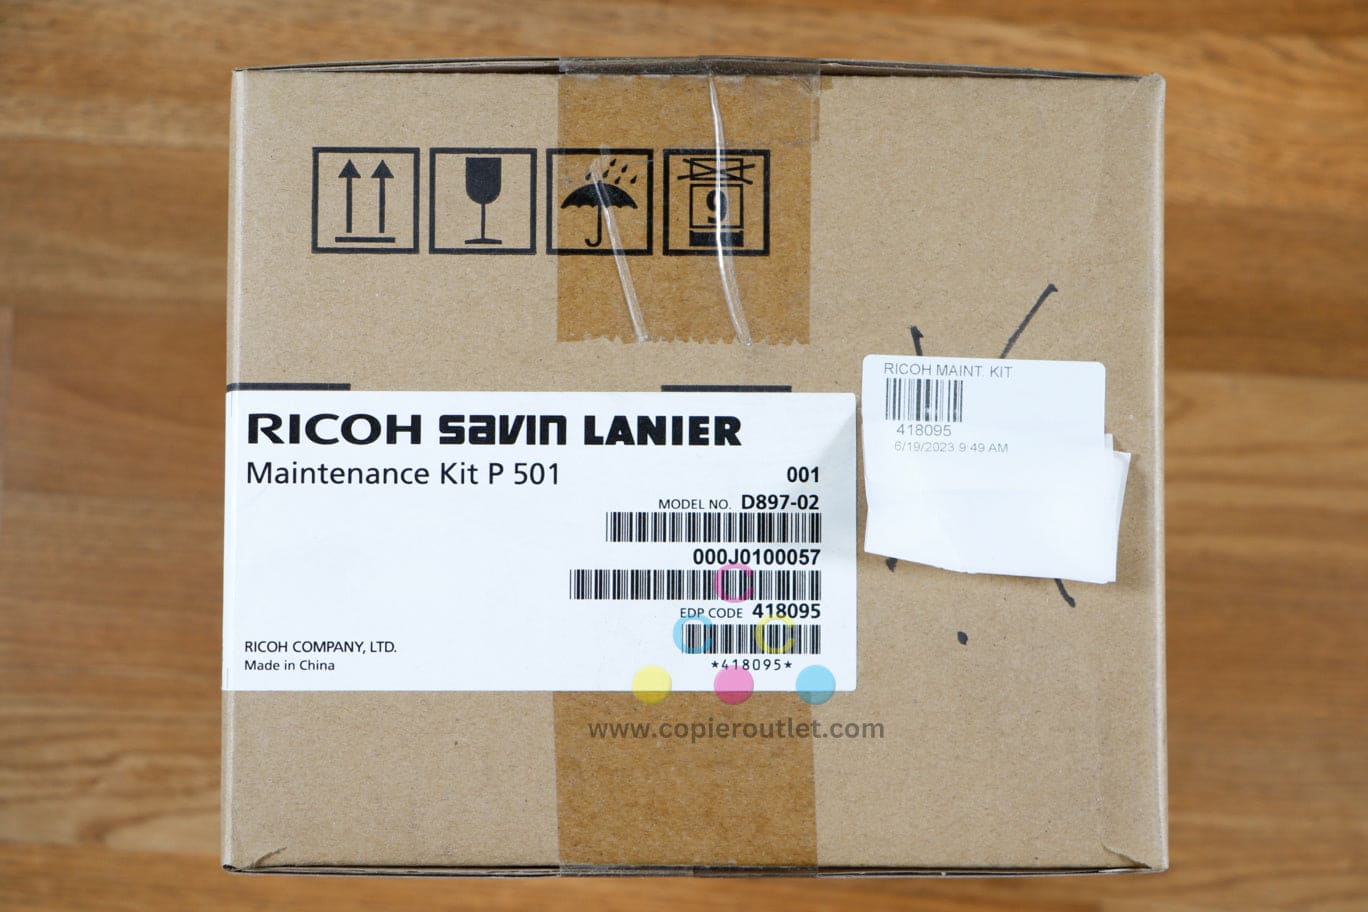 9
RICOH SAVIN LANIER
Maintenance Kit P 501
001
MODEL NO. D897-02
000J0100057
EDP CODE 418095
*418095*
RICOH COMPANY, LTD.
Made in China
RICOH MAINT. KIT
418095
6/19/2023 9:49 AM
www.copieroutlet.com